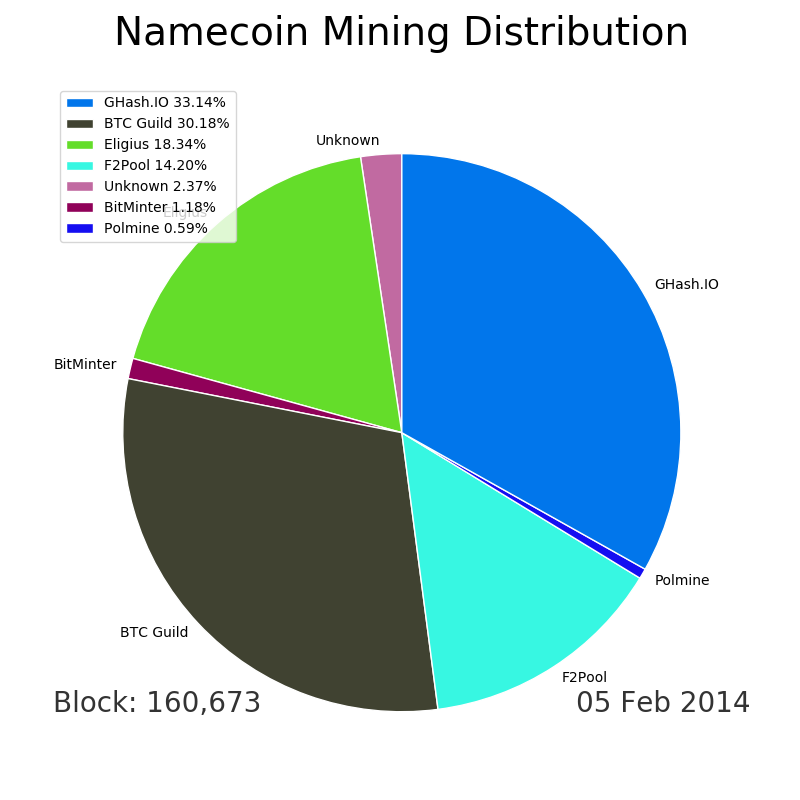 Namecoin Mining Distribution
GHash.IO 33.14%
BTC Guild 30.18%
Eligius 18.34%
F2Pool 14.20%
Unknown 2.37%
BitMinter 1.18%
Polmine 0.59%
Unknown
Eligius
GHash.IO
BitMinter
Polmine
BTC Guild
F2Pool
Block: 160,673
05 Feb 2014